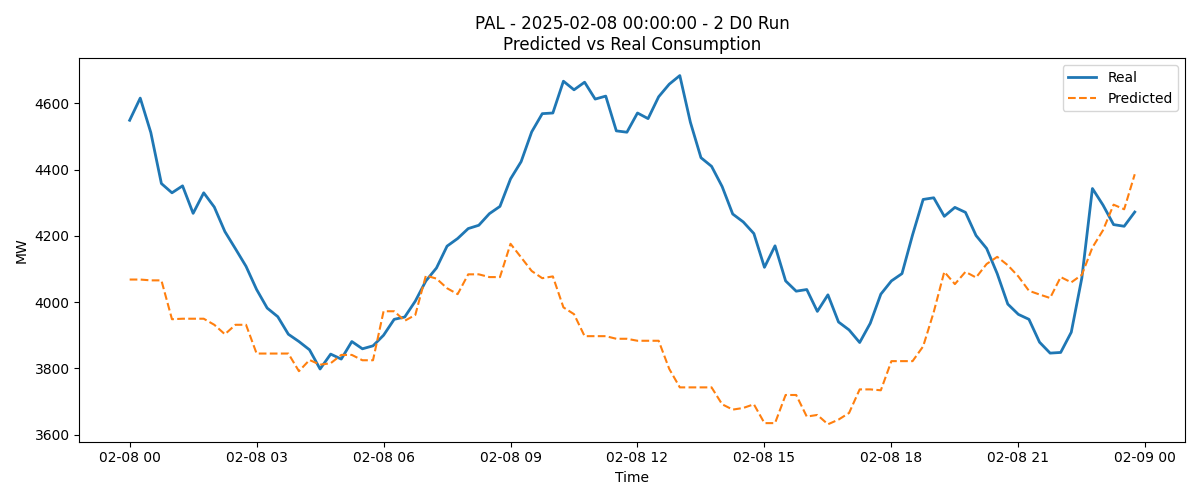 PAL - 2025-02-08 00:00:00 - 2 D0 Run
Predicted vs Real Consumption
Real
Predicted
MW
4600
4400
4200
4000
3800
3600
02-08 00
02-08 03
02-08 06
02-08 09
02-08 12
02-08 15
02-08 18
02-08 21
02-09 00
Time